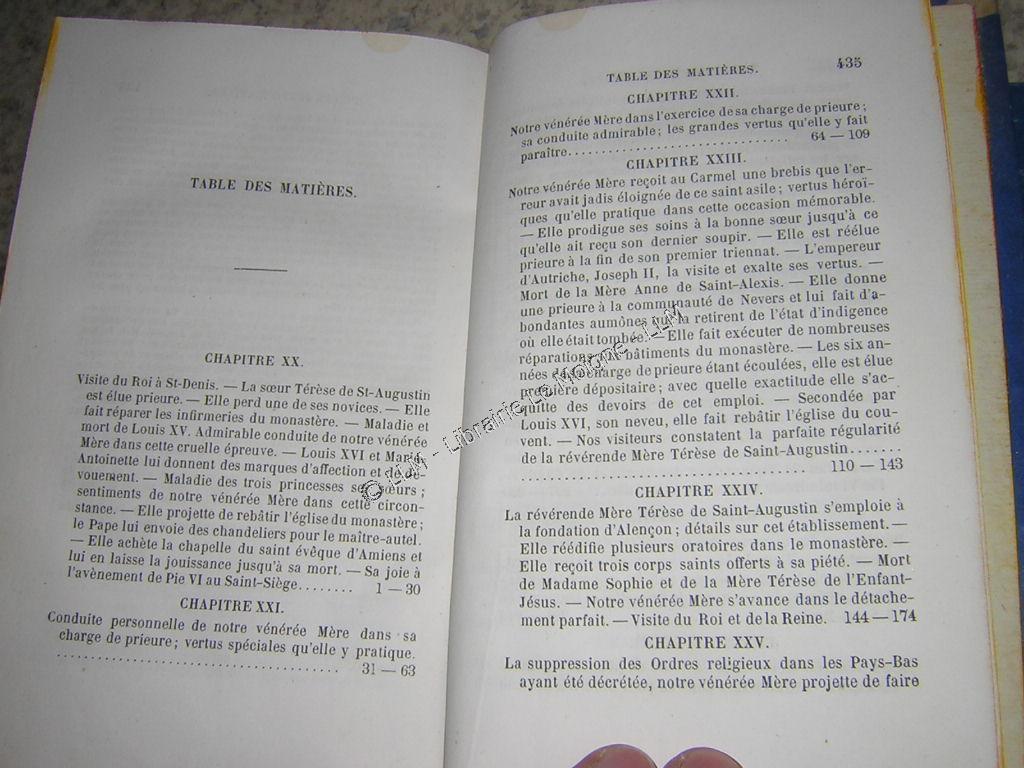 TABLE DES MATIÈRES.
CHAPITRE XX.
Visite du Roi à St-Denis. — La sœur Térèse de St-Augustin
est élue prieure. — Elle perd une de ses novices. — Elle
fait réparer les infirmeries du monastère. — Maladie et
mort de Louis XV. Admirable conduite de notre vénérée
Mère dans cette cruelle épreuve. — Louis XVI et Marie-
Antoinette lui donnent des marques d'affection et de dé-
vouement. — Maladie des trois princesses ses sœurs ;
sentiments de notre vénérée Mère dans cette circon-
stance. — Elle projette de rebâtir l'église du monastère ;
le Pape lui envoie des chandeliers pour le maître-autel.
— Elle achète la chapelle du saint évêque d'Amiens et
lui en laisse la jouissance jusqu'à sa mort. — Sa joie à
l'avènement de Pie VI au Saint-Siège........ 1 — 30
CHAPITRE XXI.
Conduite personnelle de notre vénérée Mère dans sa
charge de prieure ; vertus spéciales qu'elle y pratique.
........................................ 31 — 63
TABLE DES MATIÈRES. 435
CHAPITRE XXII.
Notre vénérée Mère dans l'exercice de sa charge de prieure ;
sa conduite admirable ; les grandes vertus qu'elle y fait
paraître................................ 64 — 109
CHAPITRE XXIII.
Notre vénérée Mère reçoit au Carmel une brebis que l'er-
reur avait jadis éloignée de ce saint asile ; vertus héroï-
ques qu'elle pratique dans cette occasion mémorable.
— Elle prodigue ses soins à la bonne sœur jusqu'à ce
qu'elle ait reçu son dernier soupir. — Elle est réélue
prieure à la fin de son premier triennat. — L'empereur
d'Autriche, Joseph II, la visite et exalte ses vertus. —
Mort de la Mère Anne de Saint-Alexis. — Elle donne
une prieure à la communauté de Nevers et lui fait d'a-
bondantes aumônes qui la retirent de l'état d'indigence
où elle était tombée. — Elle fait exécuter de nombreuses
réparations aux bâtiments du monastère. — Les six an-
nées de sa charge de prieure étant écoulées, elle est élue
première dépositaire ; avec quelle exactitude elle s'ac-
quitte des devoirs de cet emploi. — Secondée par
Louis XVI, son neveu, elle fait rebâtir l'église du cou-
vent. — Nos visiteurs constatent la parfaite régularité
de la révérende Mère Térèse de Saint-Augustin.......
........................................ 110 — 143
CHAPITRE XXIV.
La révérende Mère Térèse de Saint-Augustin s'emploie à
la fondation d'Alençon ; détails sur cet établissement. —
Elle réédifie plusieurs oratoires dans le monastère. —
Elle reçoit trois corps saints offerts à sa piété. — Mort
de Madame Sophie et de la Mère Térèse de l'Enfant-
Jésus. — Notre vénérée Mère s'avance dans le détache-
ment parfait. — Visite du Roi et de la Reine. 144 — 174
CHAPITRE XXV.
La suppression des Ordres religieux dans les Pays-Bas
ayant été décrétée, notre vénérée Mère projette de faire
© LLM - Librairie Le Moulne. LLM